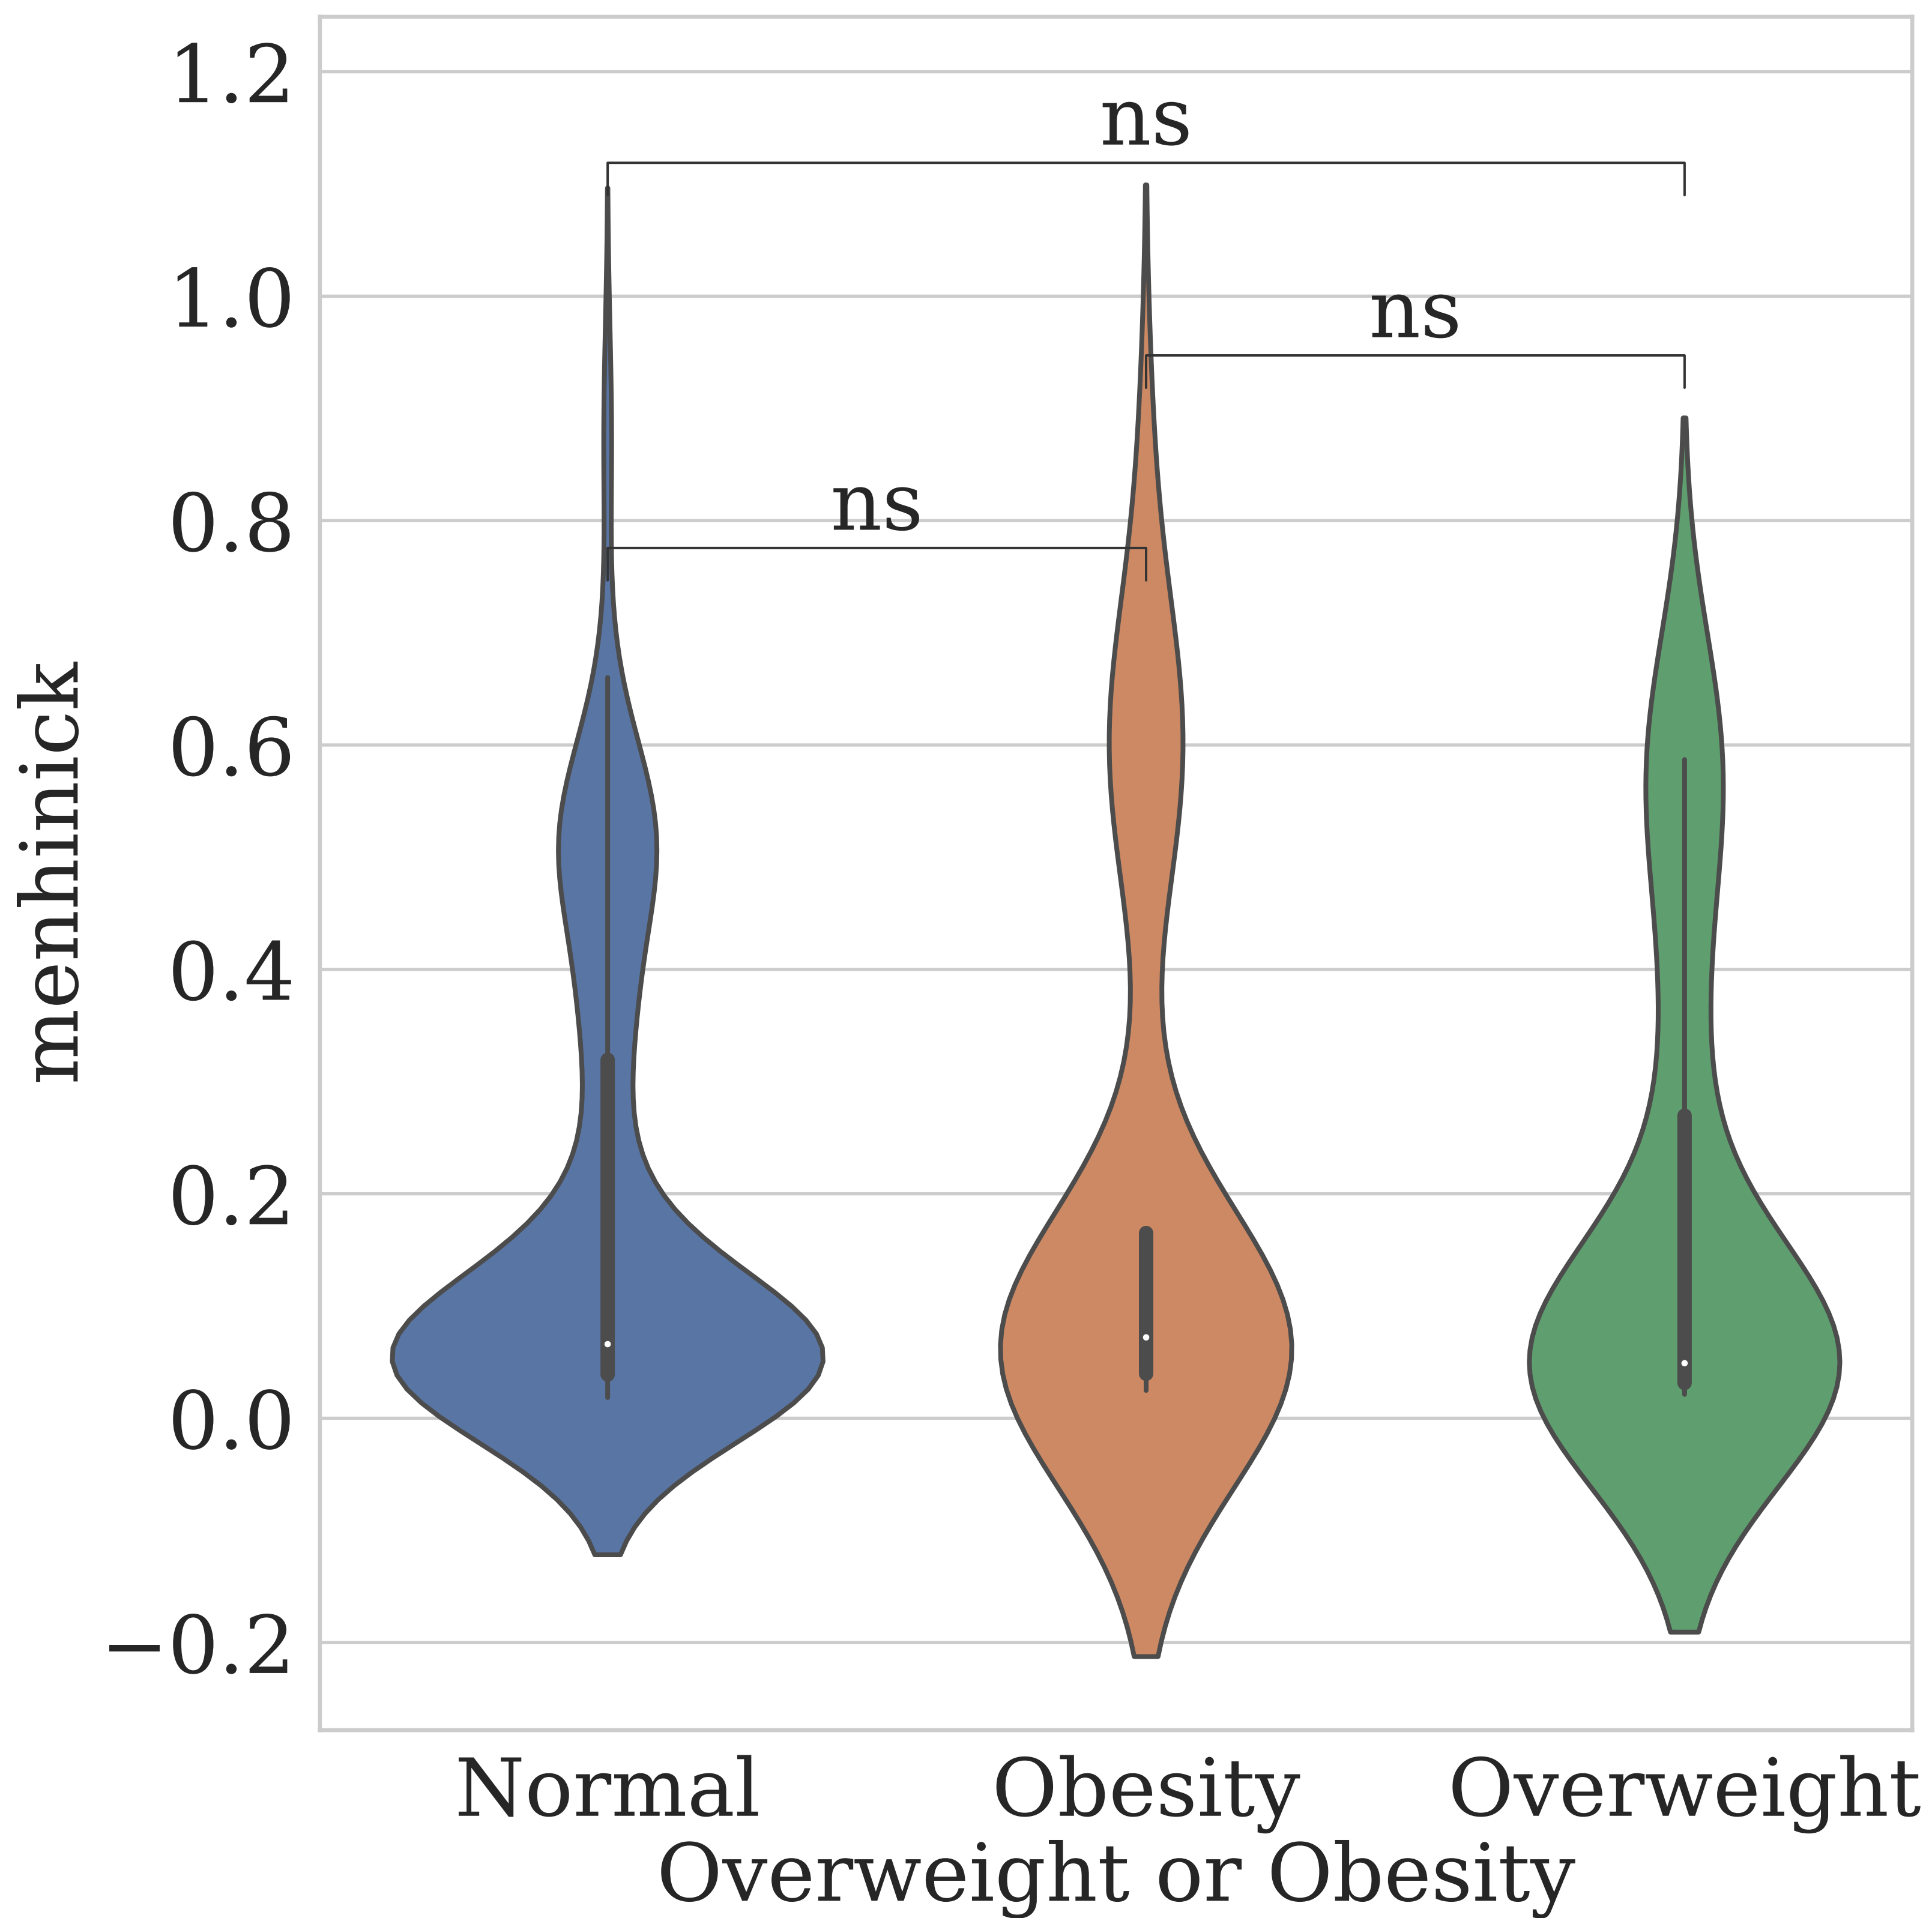 1.2
ns
1.0
ns
0.8
ns
0.6
menhinick
0.4
0.2
0.0
−0.2
Normal Obesity Overweight
Overweight or Obesity